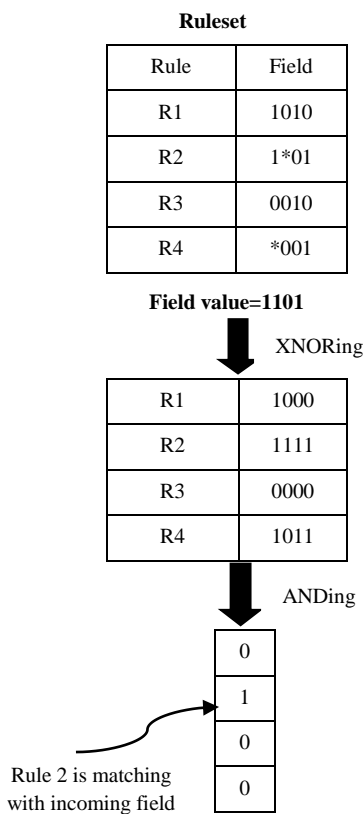 Ruleset
Rule Field
R1 1010
R2 1*01
R3 0010
R4 *001
Field value=1101
XNORing
R1 1000
R2 1111
R3 0000
R4 1011
ANDing
0
1
0
0
Rule 2 is matching
with incoming field